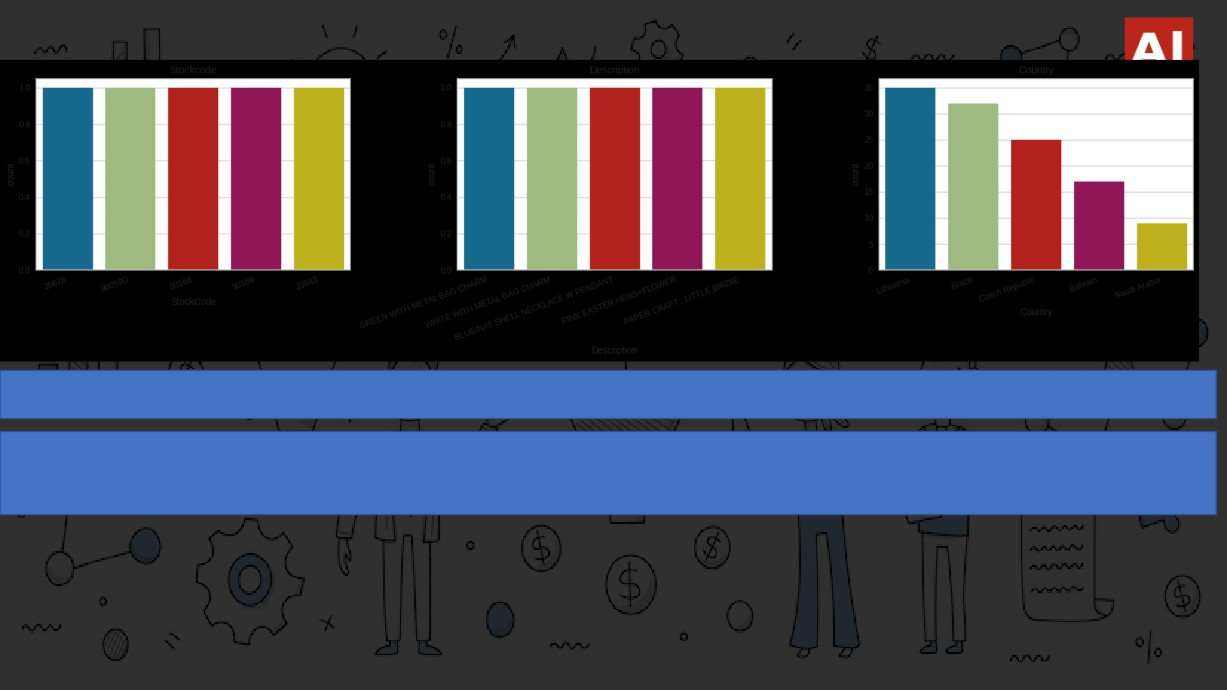 AI
Stockcode
1.0
0.8
0.6
0.4
0.2
0.0
count
20678
90059D
90168
90169
23843
StockCode
Description
1.0
0.8
0.6
0.4
0.2
0.0
count
GREEN WITH METAL BAG CHARM
WHITE WITH METAL BAG CHARM
BLUE/NAT SHELL NECKLACE W PENDANT
PINK EASTER HENS+FLOWER
PAPER CRAFT , LITTLE BIRDIE
Description
Country
35
30
25
20
15
10
5
0
count
Lithuania
Brazil
Czech Republic
Bahrain
Saudi Arabia
Country